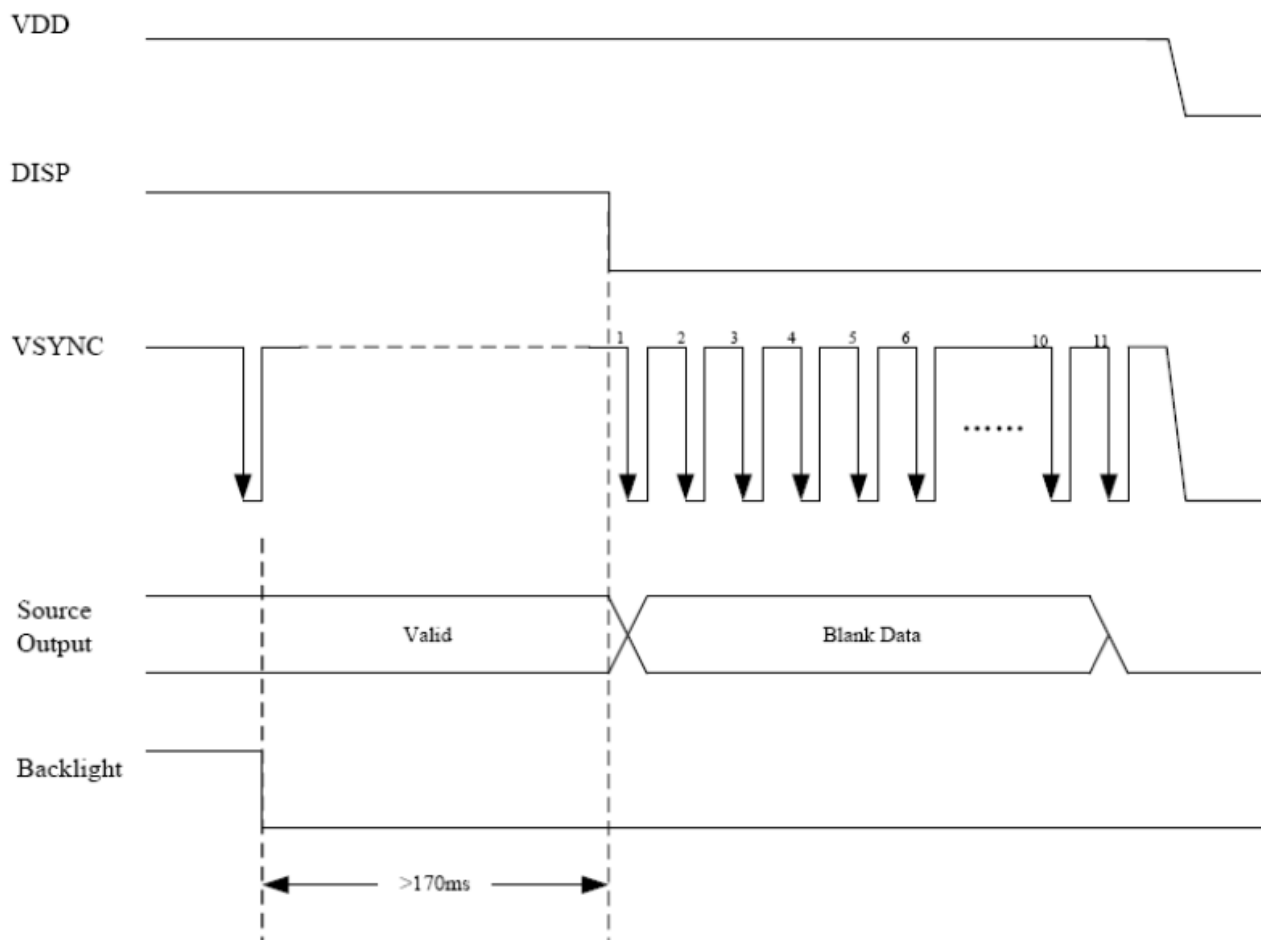 VDD
DISP
VSYNC
1 2 3 4 5 6 10 11
......
Source
Output
Valid
Blank Data
Backlight
>170ms